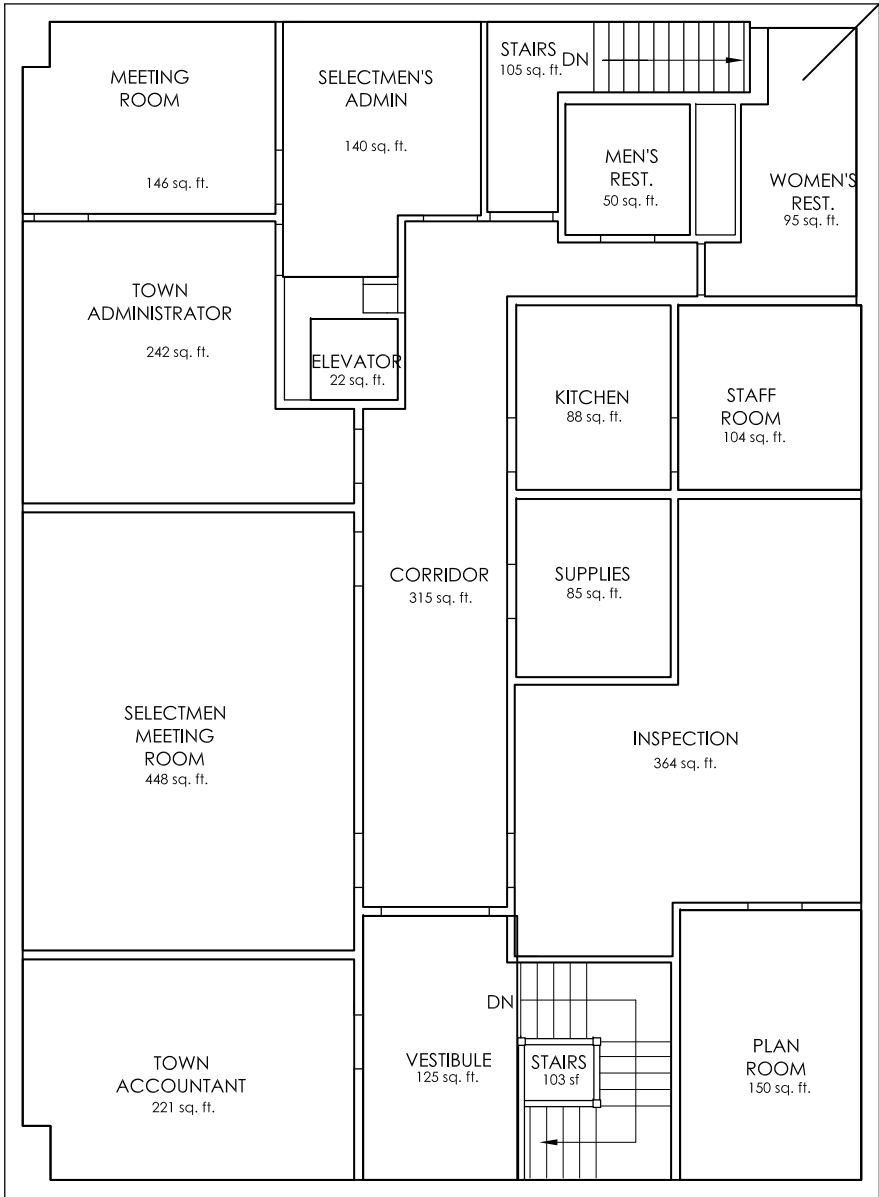 MEETING
ROOM
146 sq. ft.
SELECTMEN'S
ADMIN
140 sq. ft.
STAIRS
105 sq. ft.
DN
MEN'S
REST.
50 sq. ft.
WOMEN'S
REST.
95 sq. ft.
TOWN
ADMINISTRATOR
242 sq. ft.
ELEVATOR
22 sq. ft.
KITCHEN
88 sq. ft.
STAFF
ROOM
104 sq. ft.
CORRIDOR
315 sq. ft.
SUPPLIES
85 sq. ft.
SELECTMEN
MEETING
ROOM
448 sq. ft.
INSPECTION
364 sq. ft.
DN
TOWN
ACCOUNTANT
221 sq. ft.
VESTIBULE
125 sq. ft.
STAIRS
103 sf
PLAN
ROOM
150 sq. ft.